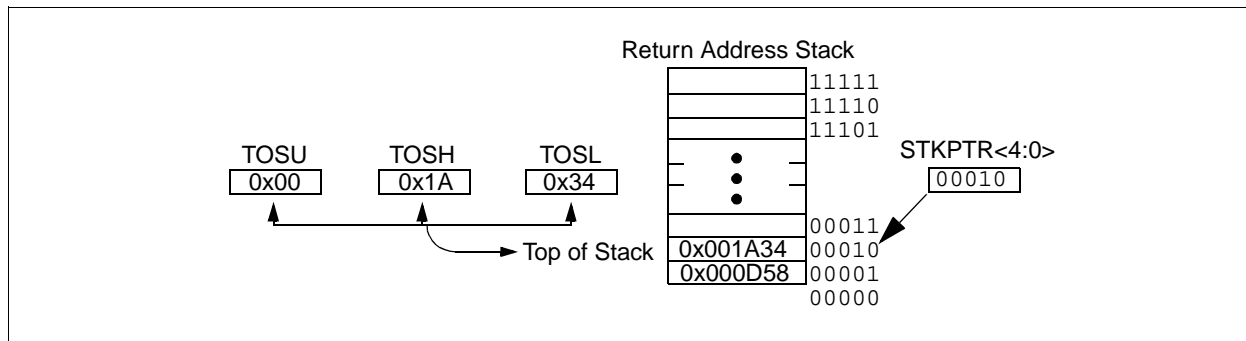 Return Address Stack
11111
11110
11101
TOSU TOSH TOSL
0x00 0x1A 0x34
STKPTR<4:0>
00010
00011
Top of Stack 0x001A34 00010
0x000D58 00001
00000